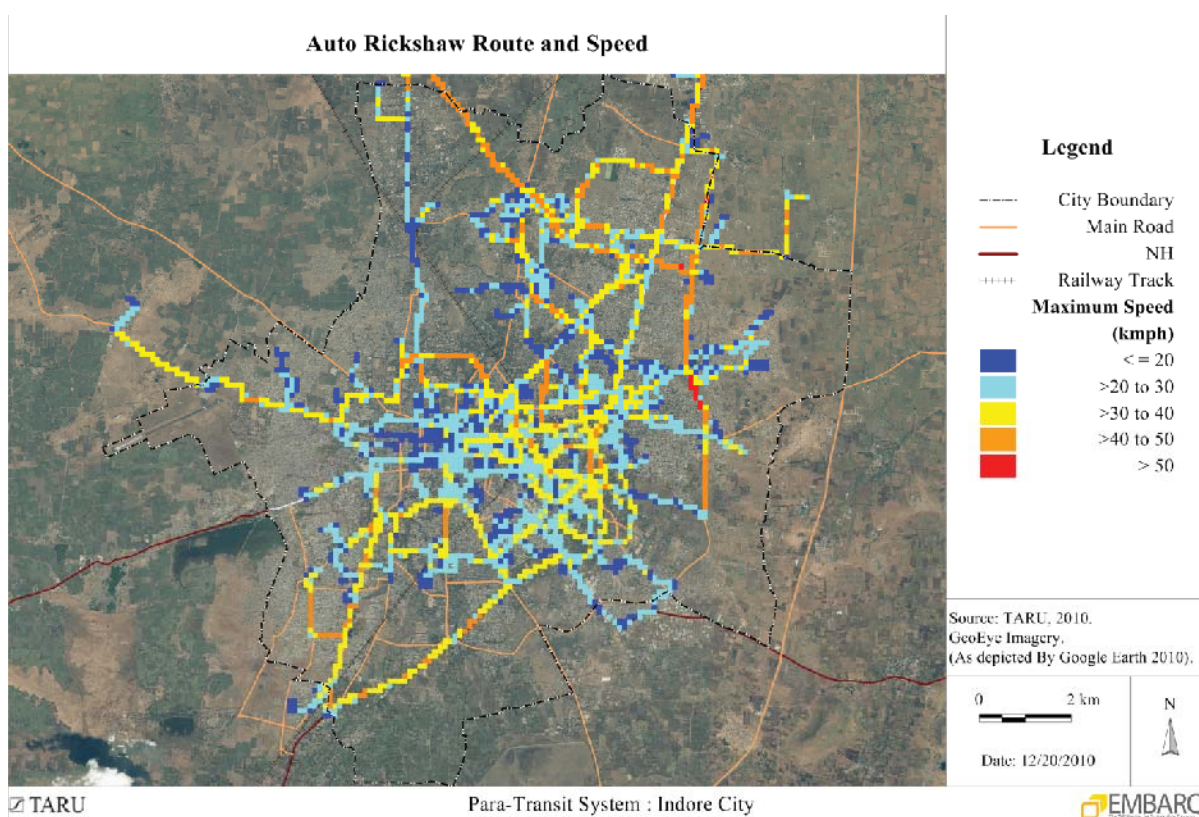 Auto Rickshaw Route and Speed
Legend
City Boundary
Main Road
NH
Railway Track
Maximum Speed
(kmph)
< = 20
>20 to 30
>30 to 40
>40 to 50
> 50
Source: TARU, 2010.
GeoEye Imagery.
(As depicted By Google Earth 2010).
0 2 km
N
Date: 12/20/2010
TARU
Para-Transit System : Indore City
EMBARQ